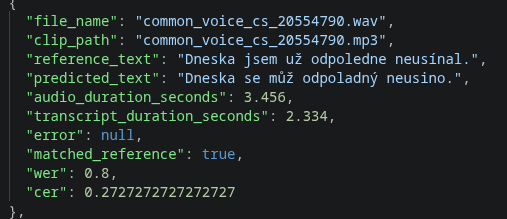 {
"file_name": "common_voice_cs_20554790.wav",
"clip_path": "common_voice_cs_20554790.mp3",
"reference_text": "Dneska jsem už odpoledne neusínal.",
"predicted_text": "Dneska se můž odpoladný neusino.",
"audio_duration_seconds": 3.456,
"transcript_duration_seconds": 2.334,
"error": null,
"matched_reference": true,
"wer": 0.8,
"cer": 0.2727272727272727
},